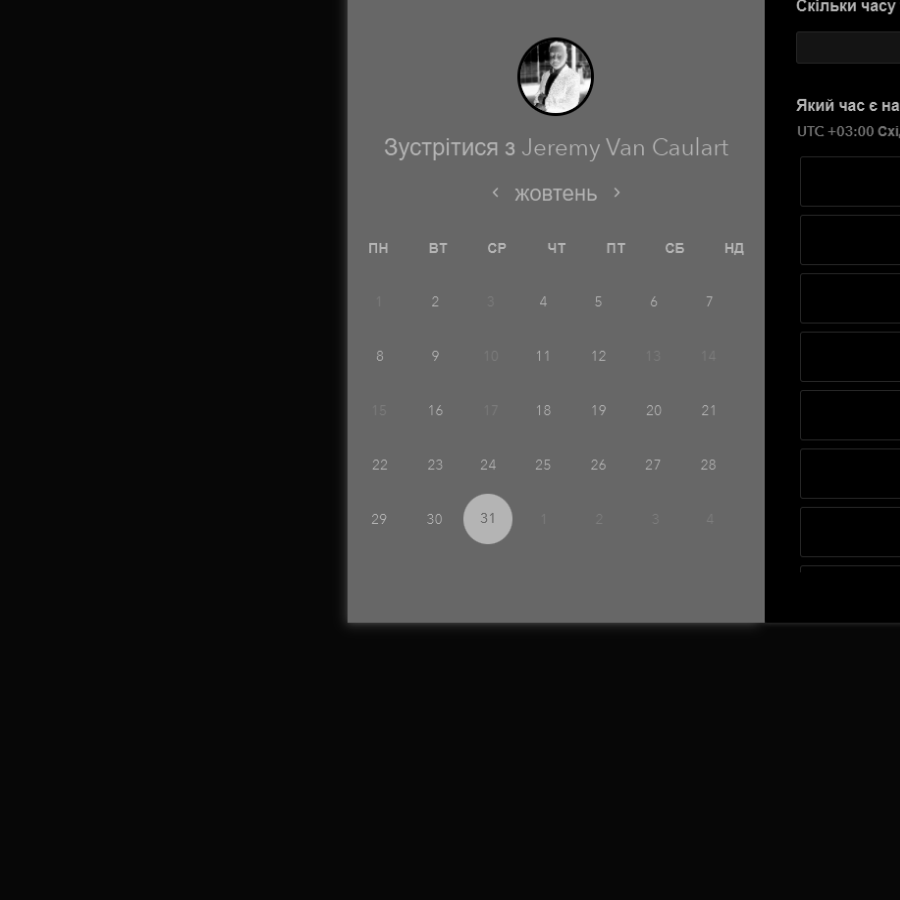 Скільки часу
Зустрітися з Jeremy Van Caulart
жовтень
ПН ВТ СР ЧТ ПТ СБ НД
1 2 3 4 5 6 7
8 9 10 11 12 13 14
15 16 17 18 19 20 21
22 23 24 25 26 27 28
29 30 31 1 2 3 4
Який час є на
UTC +03:00 Схі